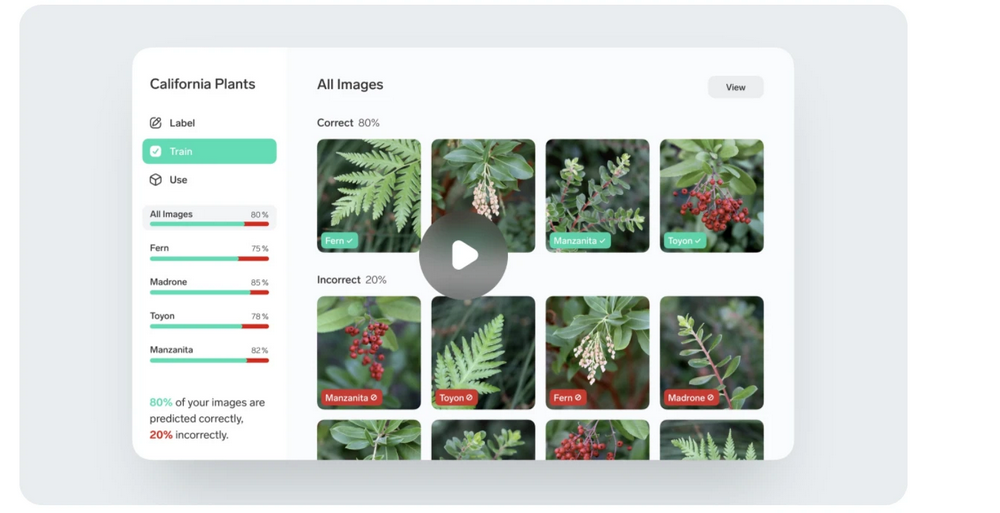 California Plants
Label
Train
Use
All Images 80%
Fern 75%
Madrone 85%
Toyon 78%
Manzanita 82%
80% of your images are
predicted correctly,
20% incorrectly.
All Images
View
Correct 80%
Fern
Manzanita
Toyon
Incorrect 20%
Manzanita
Toyon
Fern
Madrone